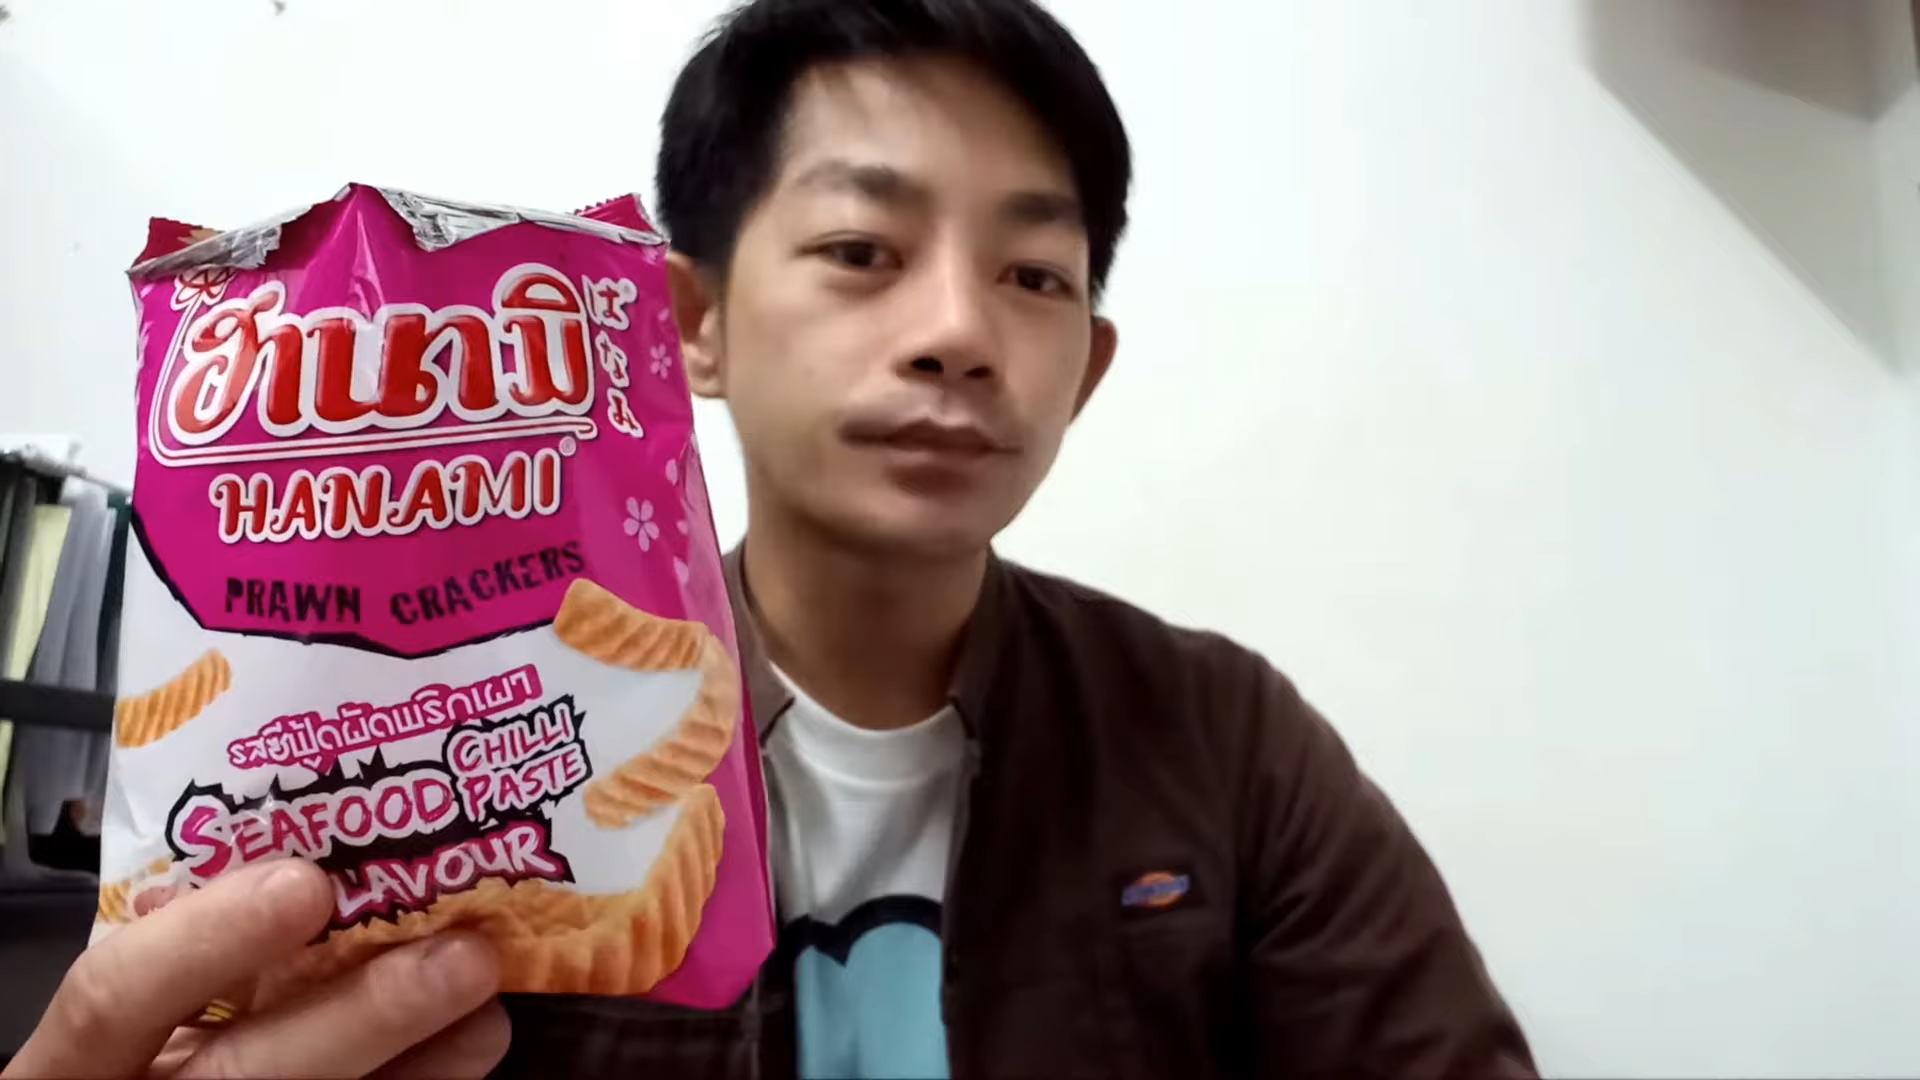 ฮานามิ
はなみ
HANAMI
PRAWN CRACKERS
รสซีฟู้ดผัดพริกเผา
SEAFOOD CHILLI PASTE
LAVOUR